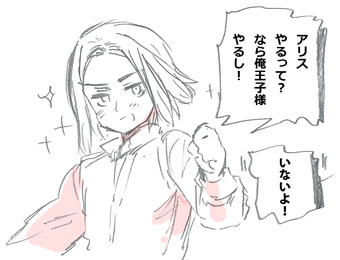 アリス
やるって？
なら俺王子様
やるし！
いないよ！